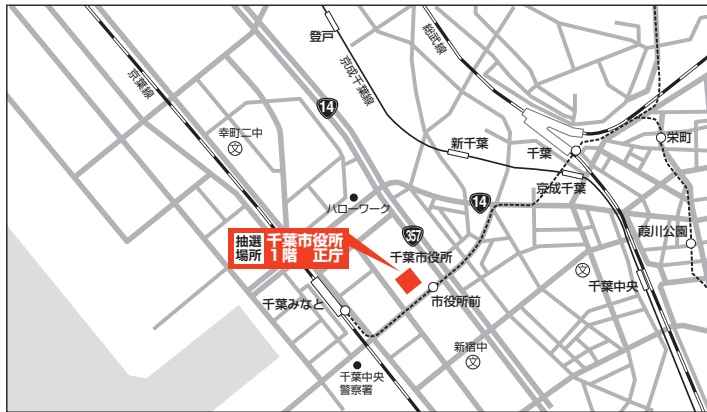 登戸
総武線
京葉線
京成千葉線
14
幸町二中
文
新千葉
千葉
栄町
京成千葉
ハローワーク
14
抽選
場所
千葉市役所
1階 正庁
357
千葉市役所
葭川公園
文
千葉中央
千葉みなと
市役所前
新宿中
文
千葉中央
警察署